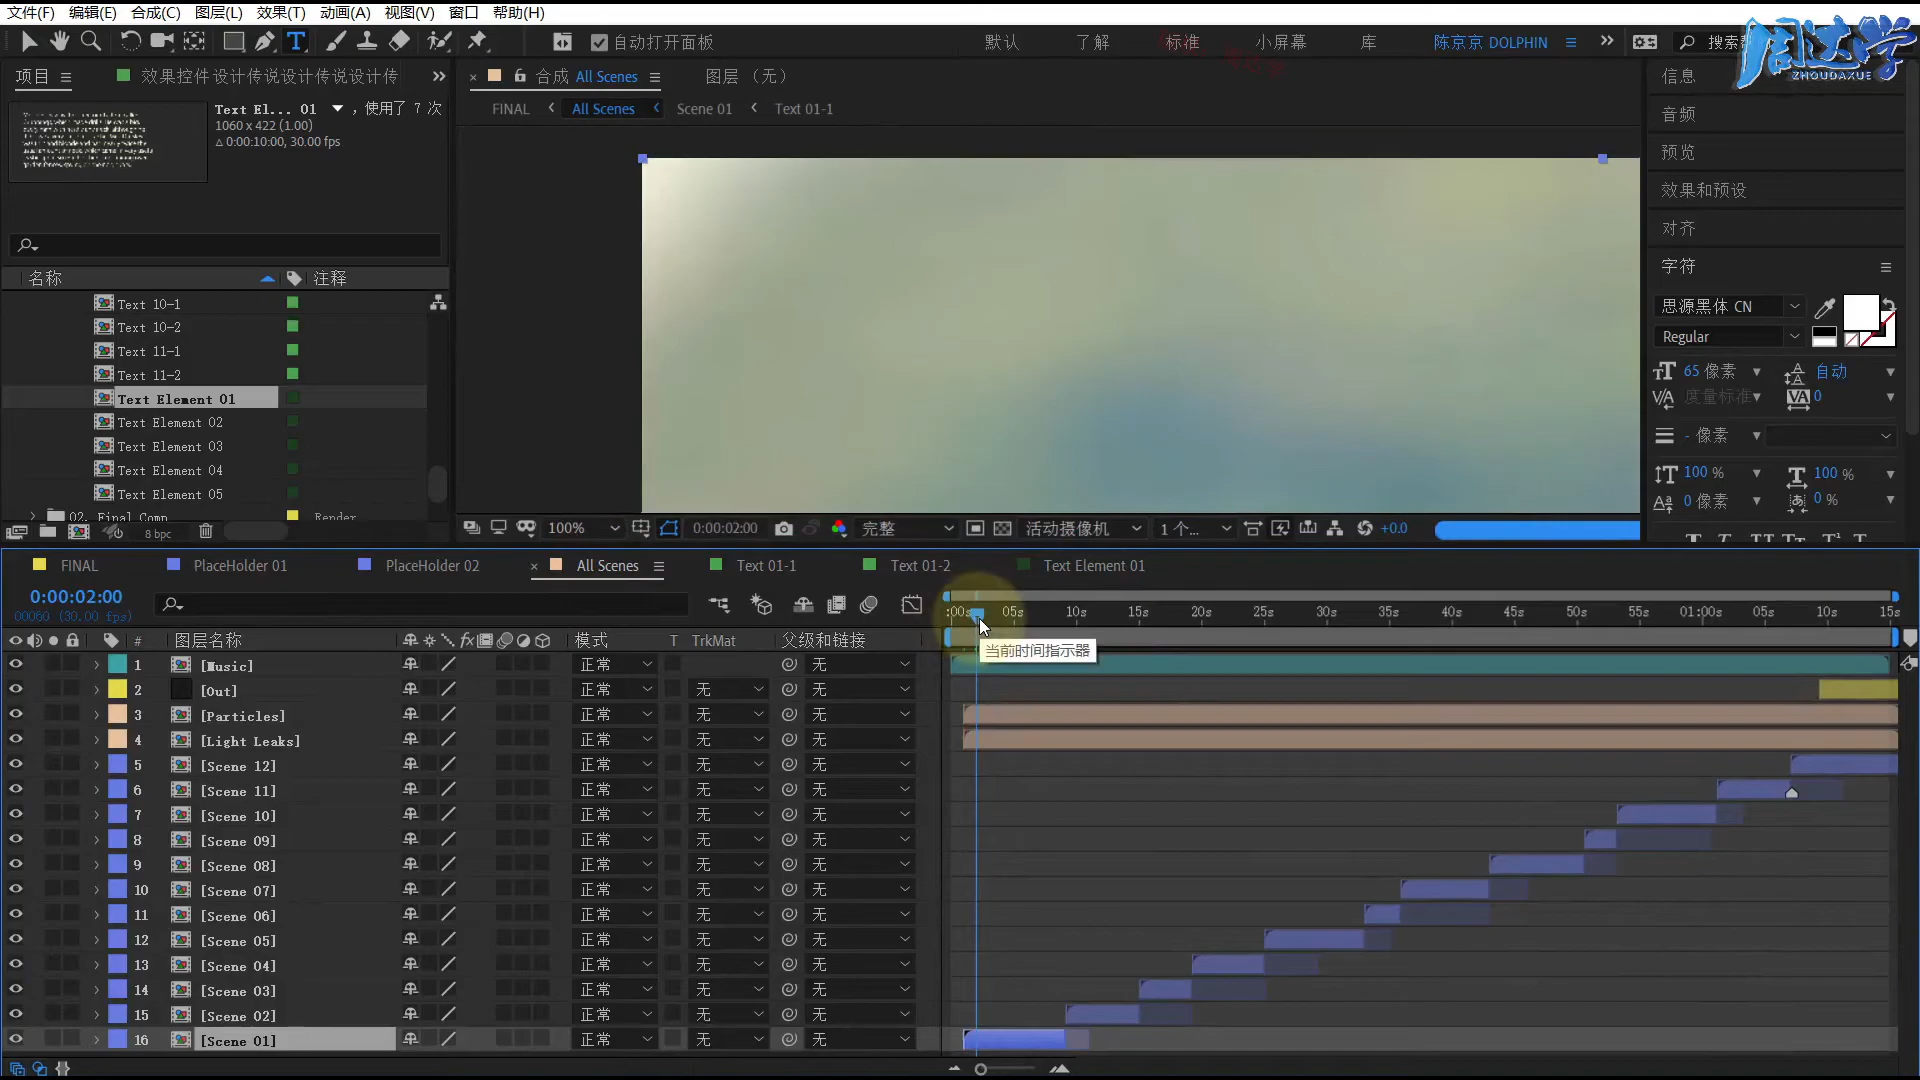 文件(F) 编辑(E) 合成(C) 图层(L) 效果(T) 动画(A) 视图(V) 窗口 帮助(H)
自动打开面板 默认 了解 标准 小屏幕 库 陈京京 DOLPHIN 搜索
周达学
ZHOUDAXUE
项目 效果控件 设计传说设计传说设计传
合成 All Scenes 图层 （无）
FINAL All Scenes Scene 01 Text 01-1
Text El... 01 ，使用了 7 次
1060 x 422 (1.00)
Δ 0:00:10:00, 30.00 fps
名称 注释
Text 10-1
Text 10-2
Text 11-1
Text 11-2
Text Element 01
Text Element 02
Text Element 03
Text Element 04
Text Element 05
02. Final Comp Render
8 bpc
100% 0:00:02:00 完整 活动摄像机 1 个... +0.0
信息
音频
预览
效果和预设
对齐
字符
思源黑体 CN
Regular
65 像素 自动
度量标准 0
- 像素
100 % 100 %
0 像素 0 %
FINAL PlaceHolder 01 PlaceHolder 02 All Scenes Text 01-1 Text 01-2 Text Element 01
0:00:02:00
00060 (30.00 fps)
:00s 05s 10s 15s 20s 25s 30s 35s 40s 45s 50s 55s 01:00s 05s 10s 15s
# 图层名称 模式 T TrkMat 父级和链接
当前时间指示器
1 [Music] 正常 无
2 [Out] 正常 无 无
3 [Particles] 正常 无 无
4 [Light Leaks] 正常 无 无
5 [Scene 12] 正常 无 无
6 [Scene 11] 正常 无 无
7 [Scene 10] 正常 无 无
8 [Scene 09] 正常 无 无
9 [Scene 08] 正常 无 无
10 [Scene 07] 正常 无 无
11 [Scene 06] 正常 无 无
12 [Scene 05] 正常 无 无
13 [Scene 04] 正常 无 无
14 [Scene 03] 正常 无 无
15 [Scene 02] 正常 无 无
16 [Scene 01] 正常 无 无